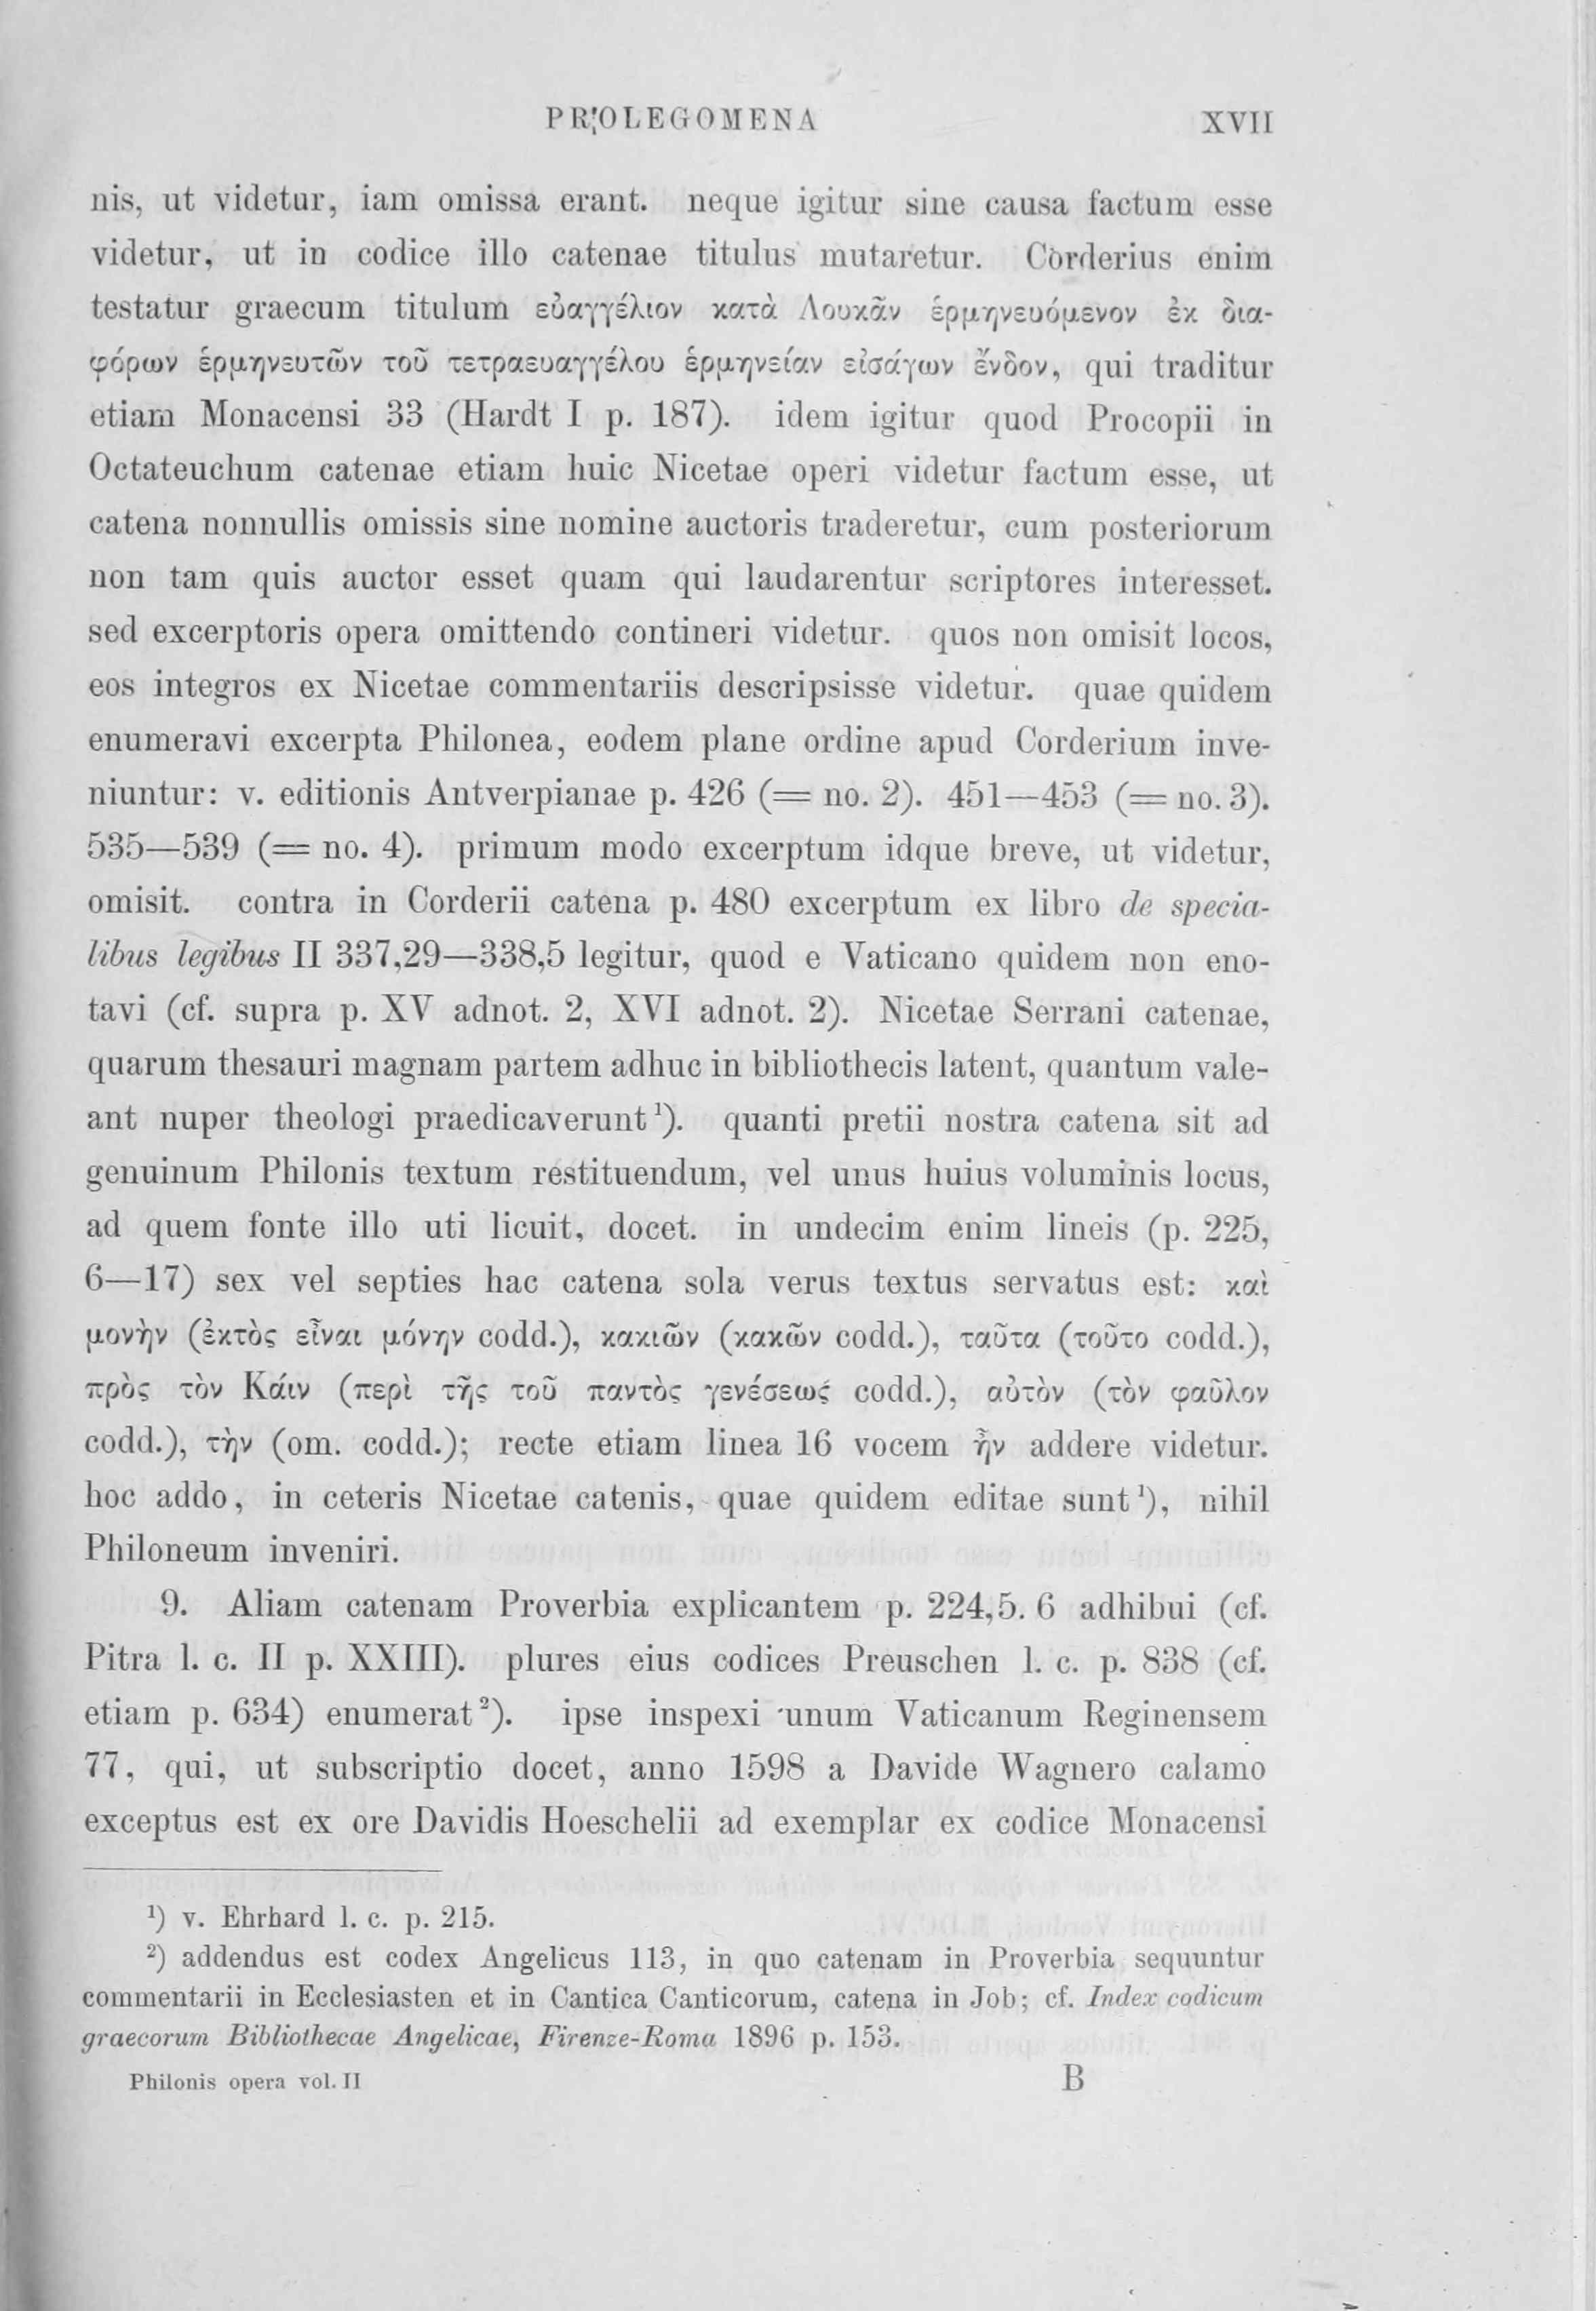 PROLEGOMENA XVII
nis, ut videtur, iam omissa erant. neque igitur sine causa factum esse
videtur, ut in codice illo catenae titulus mutaretur. Corderius enim
testatur graecum titulum εὐαγγέλιον κατὰ Λουκᾶν ἑρμηνευόμενον ἐκ δια-
φόρων ἑρμηνευτῶν τοῦ τετραευαγγέλου ἑρμηνείαν εἰσάγων ἔνδον, qui traditur
etiam Monacensi 33 (Hardt I p. 187). idem igitur quod Procopii in
Octateuchum catenae etiam huic Nicetae operi videtur factum esse, ut
catena nonnullis omissis sine nomine auctoris traderetur, cum posteriorum
non tam quis auctor esset quam qui laudarentur scriptores interesset.
sed excerptoris opera omittendo contineri videtur. quos non omisit locos,
eos integros ex Nicetae commentariis descripsisse videtur. quae quidem
enumeravi excerpta Philonea, eodem plane ordine apud Corderium inve-
niuntur: v. editionis Antverpianae p. 426 (= no. 2). 451—453 (= no. 3).
535—539 (= no. 4). primum modo excerptum idque breve, ut videtur,
omisit. contra in Corderii catena p. 480 excerptum ex libro de specia-
libus legibus II 337,29—338,5 legitur, quod e Vaticano quidem non eno-
tavi (cf. supra p. XV adnot. 2, XVI adnot. 2). Nicetae Serrani catenae,
quarum thesauri magnam partem adhuc in bibliothecis latent, quantum vale-
ant nuper theologi praedicaverunt¹). quanti pretii nostra catena sit ad
genuinum Philonis textum restituendum, vel unus huius voluminis locus,
ad quem fonte illo uti licuit, docet. in undecim enim lineis (p. 225,
6—17) sex vel septies hac catena sola verus textus servatus est: καὶ
μονὴν (ἐκτὸς εἶναι μόνην codd.), κακιῶν (κακῶν codd.), ταῦτα (τοῦτο codd.),
πρὸς τὸν Κάιν (περὶ τῆς τοῦ παντὸς γενέσεως codd.), αὐτὸν (τὸν φαῦλον
codd.), τὴν (om. codd.); recte etiam linea 16 vocem ἦν addere videtur.
hoc addo, in ceteris Nicetae catenis, quae quidem editae sunt¹), nihil
Philoneum inveniri.
9. Aliam catenam Proverbia explicantem p. 224,5. 6 adhibui (cf.
Pitra l. c. II p. XXIII). plures eius codices Preuschen l. c. p. 838 (cf.
etiam p. 634) enumerat²). ipse inspexi unum Vaticanum Reginensem
77, qui, ut subscriptio docet, anno 1598 a Davide Wagnero calamo
exceptus est ex ore Davidis Hoeschelii ad exemplar ex codice Monacensi
¹) v. Ehrhard l. c. p. 215.
²) addendus est codex Angelicus 113, in quo catenam in Proverbia sequuntur
commentarii in Ecclesiasten et in Cantica Canticorum, catena in Job; cf. Index codicum
graecorum Bibliothecae Angelicae, Firenze-Roma 1896 p. 153.
Philonis opera vol. II B